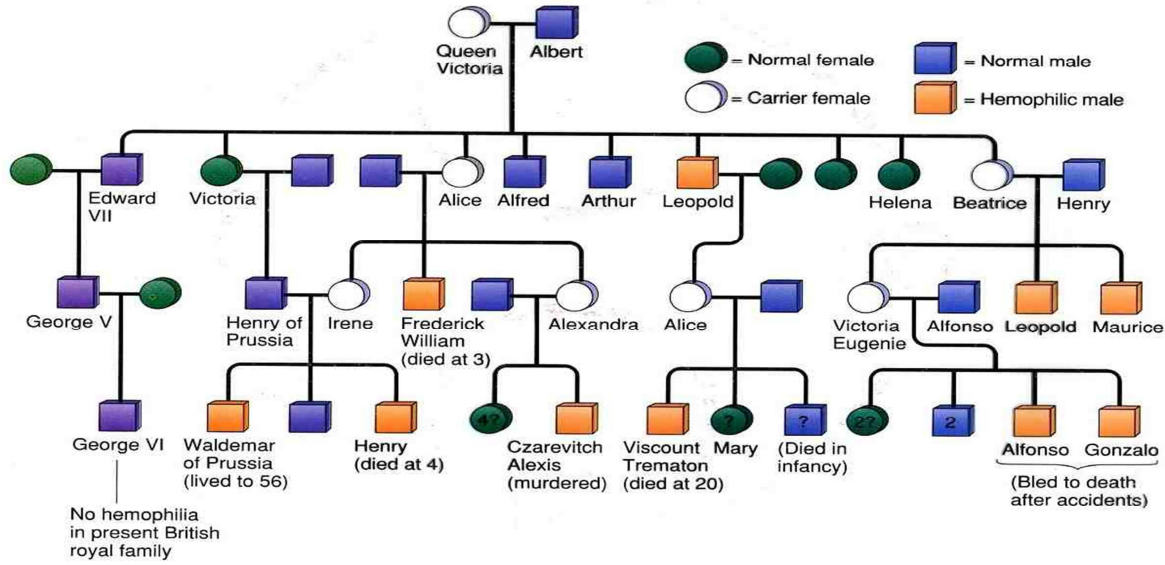 Queen
Victoria
Albert
= Normal female
= Normal male
= Carrier female
= Hemophilic male
Edward
VII
Victoria
Alice
Alfred
Arthur
Leopold
Helena
Beatrice
Henry
George V
Henry of
Prussia
Irene
Frederick
William
(died at 3)
Alexandra
Alice
Victoria
Eugenie
Alfonso
Leopold
Maurice
4?
?
?
2?
2
George VI
Waldemar
of Prussia
(lived to 56)
Henry
(died at 4)
Czarevitch
Alexis
(murdered)
Viscount
Trematon
(died at 20)
Mary
(Died in
infancy)
Alfonso
Gonzalo
(Bled to death
after accidents)
No hemophilia
in present British
royal family